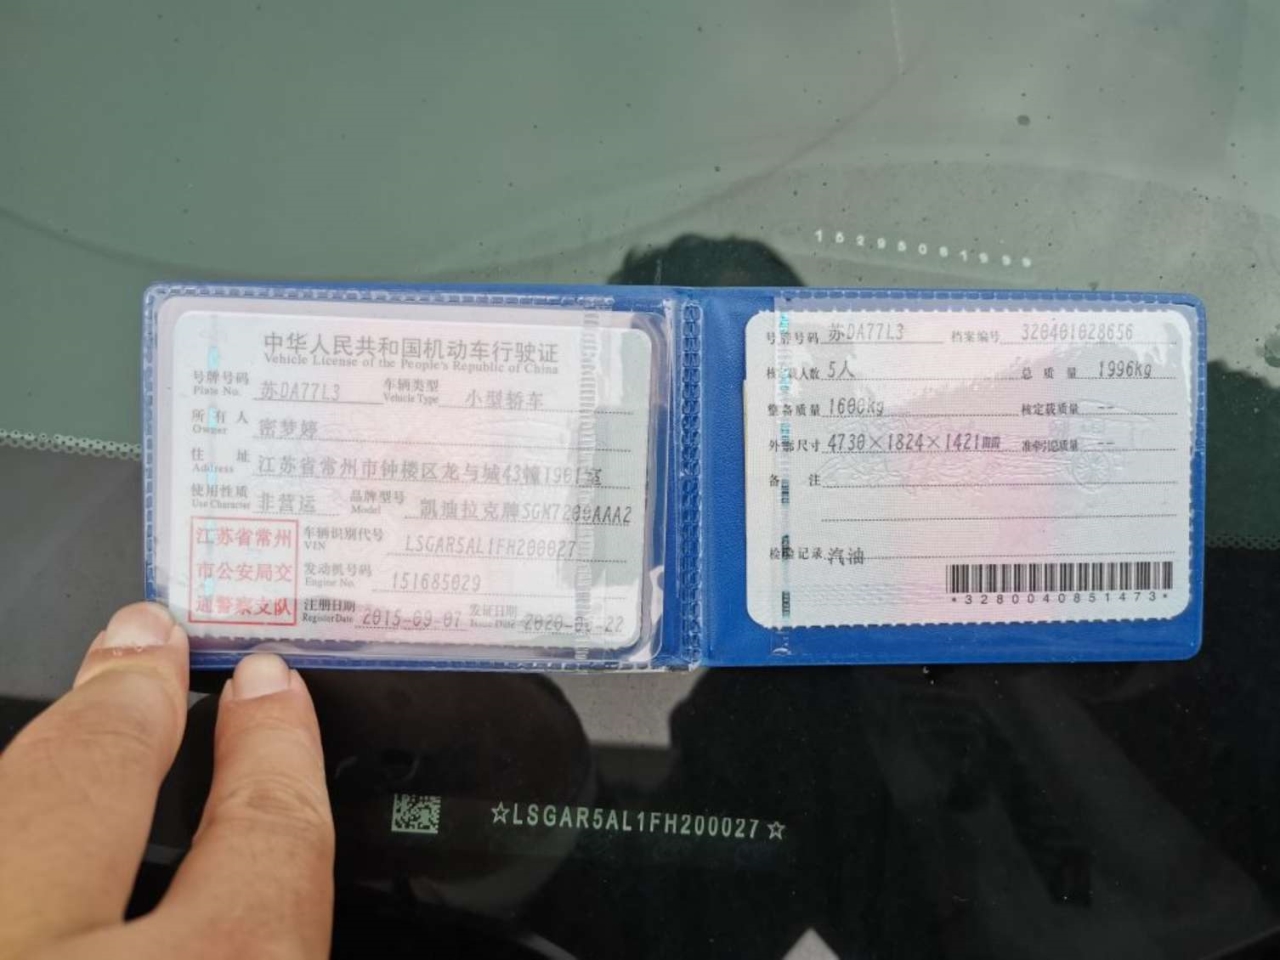 16295061999
中华人民共和国机动车行驶证
Vehicle License of the People's Republic of China
号牌号码 苏DA77L3 车辆类型 小型轿车
Plate No. Vehicle Type
所有人 密梦婷
Owner
住址 江苏省常州市钟楼区龙与城43幢1901室
Address
使用性质 非营运 品牌型号 凯迪拉克牌SGM7200AAA2
Use Character Model
江苏省常州
市公安局交
通警察支队
车辆识别代号 LSGAR5AL1FH200027
VIN
发动机号码 151685029
Engine No.
注册日期 2015-09-07 发证日期
Register Date Issue Date
号牌号码 苏DA77L3 档案编号 320401028656
核定载人数 5人 总质量 1996kg
整备质量 1600kg 核定载质量 --
外廓尺寸 4730×1824×1421mm 准牵引总质量 --
备注
检验记录 汽油
*3280040851473*
☆LSGAR5AL1FH200027☆